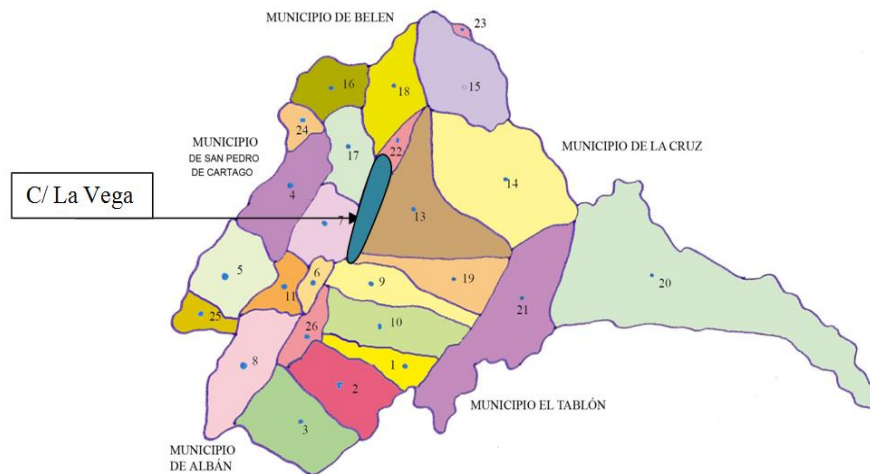 MUNICIPIO DE BELEN
23
16
18
15
24
MUNICIPIO
DE SAN PEDRO
DE CARTAGO
17
22
MUNICIPIO DE LA CRUZ
14
C/ La Vega
4
7
13
5
6
11
9
19
20
21
25
26
10
8
1
2
3
MUNICIPIO EL TABLÓN
MUNICIPIO
DE ALBÁN